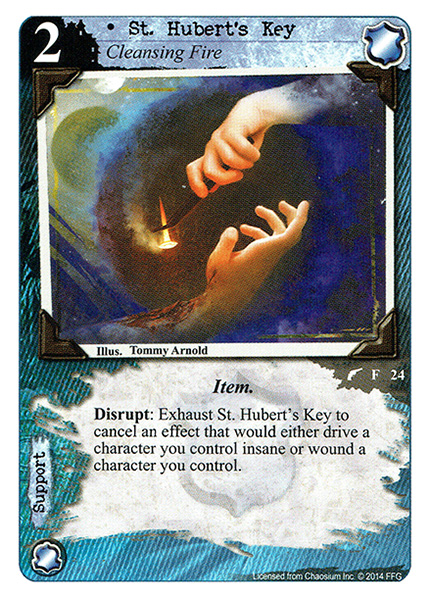 2
• St. Hubert's Key
Cleansing Fire
Illus. Tommy Arnold
F 24
Item.
Disrupt: Exhaust St. Hubert's Key to
cancel an effect that would either drive a
character you control insane or wound a
character you control.
Support
Licensed from Chaosium Inc. © 2014 FFG